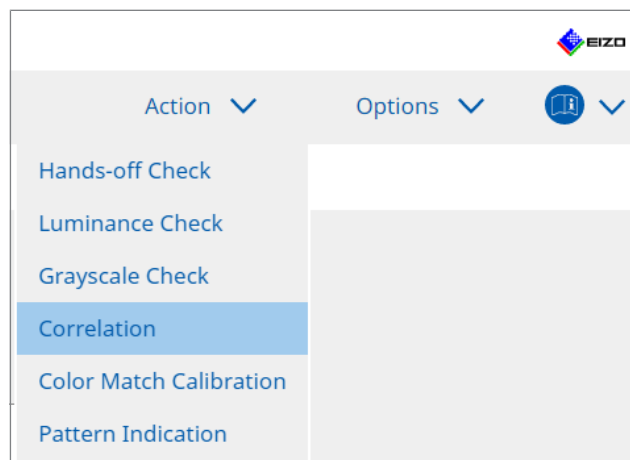 EIZO
Action Options
Hands-off Check
Luminance Check
Grayscale Check
Correlation
Color Match Calibration
Pattern Indication